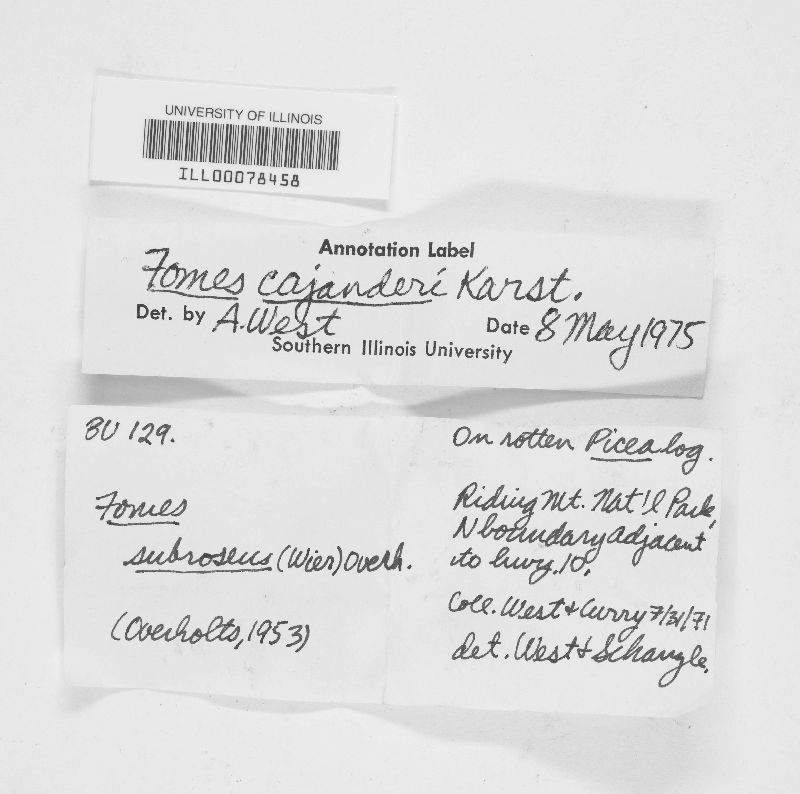 UNIVERSITY OF ILLINOIS
ILL00078458
Annotation Label
Fomes cajanderi Karst.
Det. by A. West Date 8 May 1975
Southern Illinois University
BU 129.
Fomes
subroseus (Wier) Overh.
(Overholts, 1953)
On rotten Picea log.
Riding Mt. Nat'l Park,
N boundary adjacent
to hwy. 10.
Coll. West & Curry 7/31/71
det. West & Schangle.